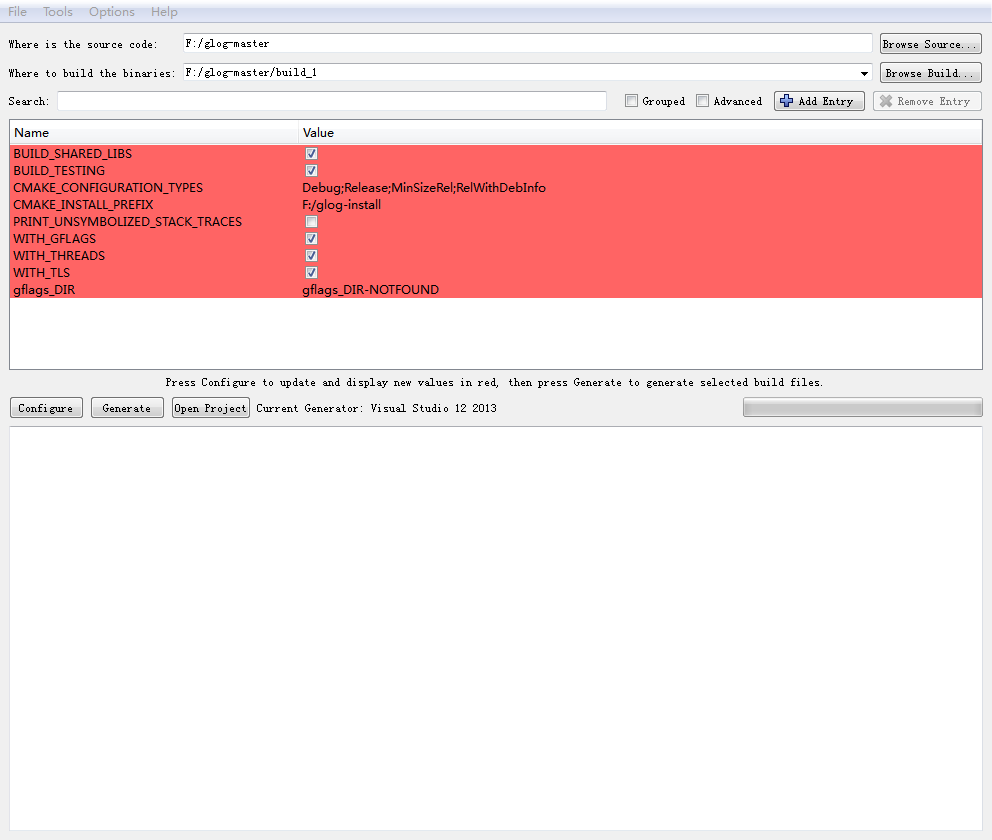 File Tools Options Help
Where is the source code: F:/glog-master Browse Source...
Where to build the binaries: F:/glog-master/build_1 Browse Build...
Search: Grouped Advanced Add Entry Remove Entry
Name Value
BUILD_SHARED_LIBS
BUILD_TESTING
CMAKE_CONFIGURATION_TYPES Debug;Release;MinSizeRel;RelWithDebInfo
CMAKE_INSTALL_PREFIX F:/glog-install
PRINT_UNSYMBOLIZED_STACK_TRACES
WITH_GFLAGS
WITH_THREADS
WITH_TLS
gflags_DIR gflags_DIR-NOTFOUND
Press Configure to update and display new values in red, then press Generate to generate selected build files.
Configure Generate Open Project Current Generator: Visual Studio 12 2013